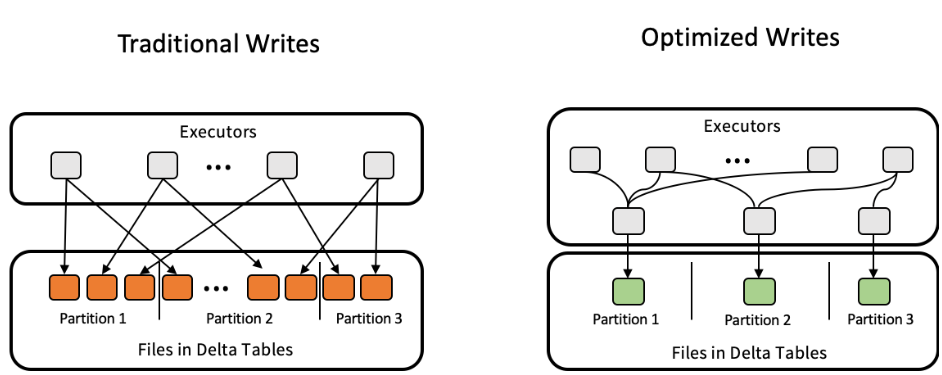 Traditional Writes
Executors
...
Partition 1
Partition 2
Partition 3
...
Files in Delta Tables
Optimized Writes
Executors
...
Partition 1
Partition 2
Partition 3
Files in Delta Tables